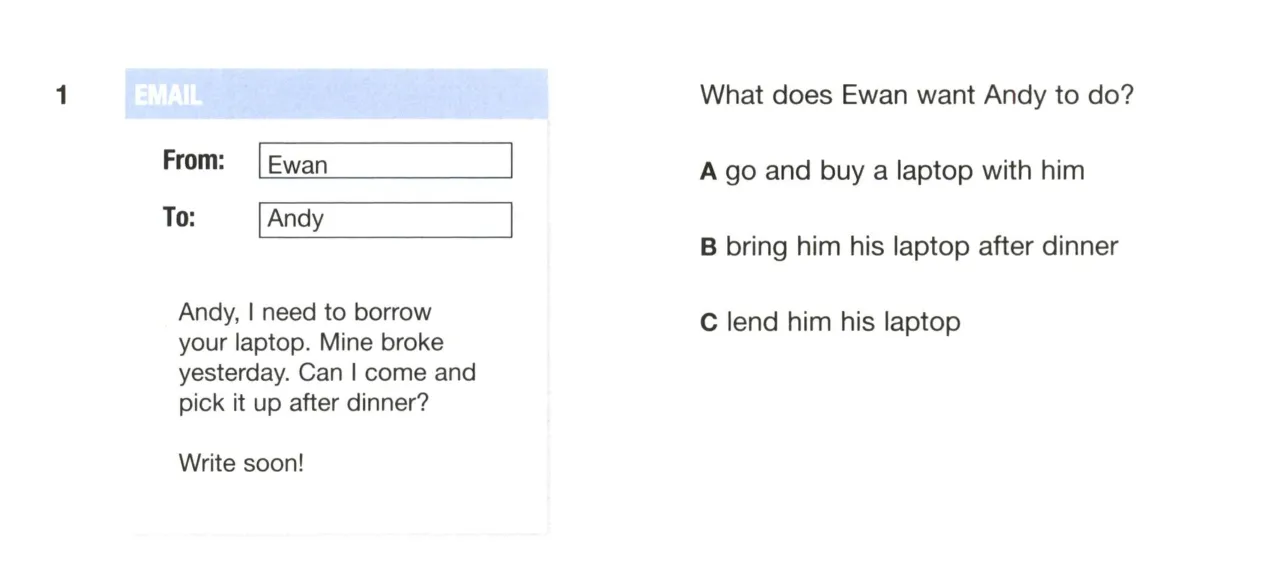 1
EMAIL
From: Ewan
To: Andy
Andy, I need to borrow
your laptop. Mine broke
yesterday. Can I come and
pick it up after dinner?
Write soon!
What does Ewan want Andy to do?
A go and buy a laptop with him
B bring him his laptop after dinner
C lend him his laptop